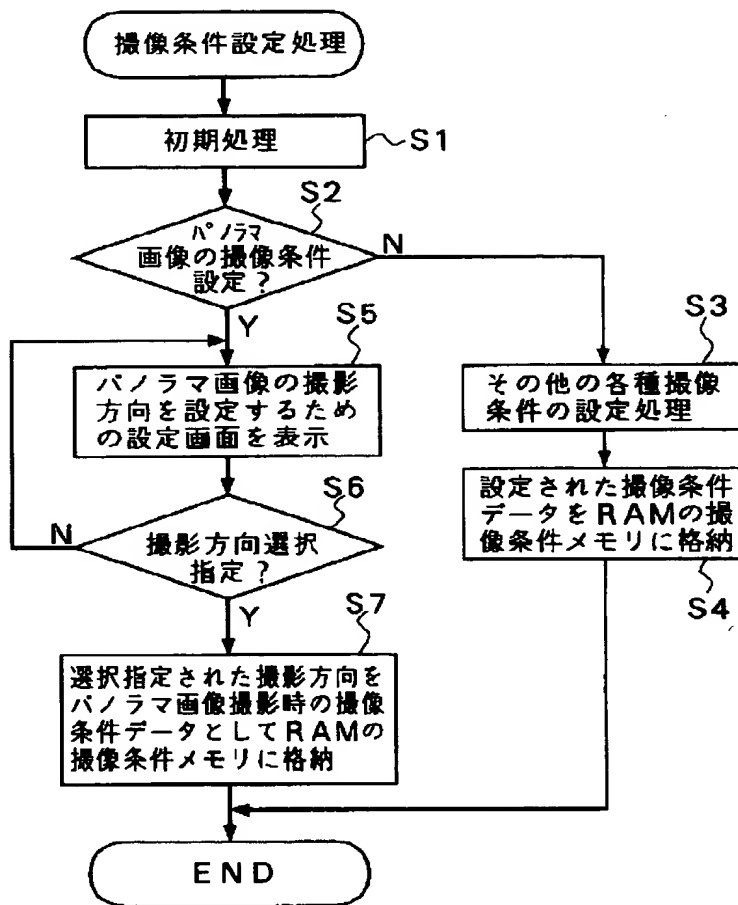 撮像条件設定処理
初期処理
S1
S2
パノラマ
画像の撮像条件
設定？
N
Y
S5
パノラマ画像の撮影
方向を設定するため
の設定画面を表示
S3
その他の各種撮像
条件の設定処理
S6
撮影方向選択
指定？
N
Y
設定された撮像条件
データをRAMの撮
像条件メモリに格納
S4
S7
選択指定された撮影方向を
パノラマ画像撮影時の撮像
条件データとしてRAMの
撮像条件メモリに格納
END